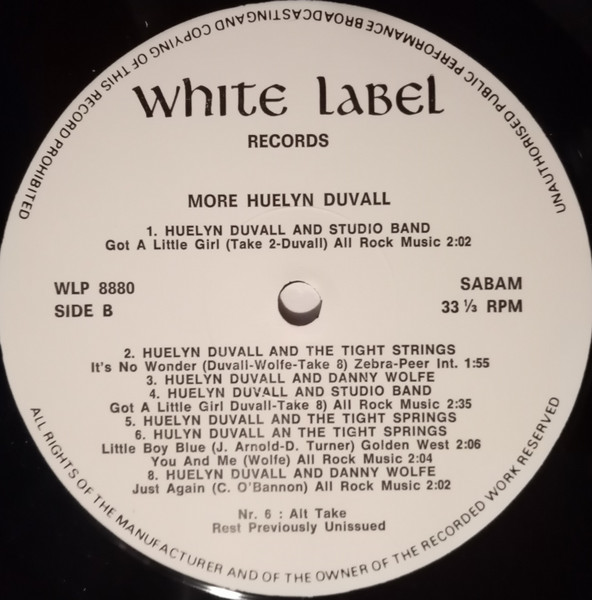 UNAUTHORISED PUBLIC PERFORMANCE BROADCASTING AND COPYING OF THIS RECORD PROHIBITED
White Label
RECORDS
MORE HUELYN DUVALL
1. HUELYN DUVALL AND STUDIO BAND
Got A Little Girl (Take 2-Duvall) All Rock Music 2:02
WLP 8880
SIDE B
SABAM
33 ⅓ RPM
2. HUELYN DUVALL AND THE TIGHT STRINGS
It's No Wonder (Duvall-Wolfe-Take 8) Zebra-Peer Int. 1:55
3. HUELYN DUVALL AND DANNY WOLFE
4. HUELYN DUVALL AND STUDIO BAND
Got A Little Girl Duvall-Take 8) All Rock Music 2:35
5. HUELYN DUVALL AND THE TIGHT SPRINGS
6. HULYN DUVALL AN THE TIGHT SPRINGS
Little Boy Blue (J. Arnold-D. Turner) Golden West 2:06
You And Me (Wolfe) All Rock Music 2:04
8. HUELYN DUVALL AND DANNY WOLFE
Just Again (C. O'Bannon) All Rock Music 2:02
Nr. 6 : Alt Take
Rest Previously Unissued
ALL RIGHTS OF THE MANUFACTURER AND OF THE OWNER OF THE RECORDED WORK RESERVED